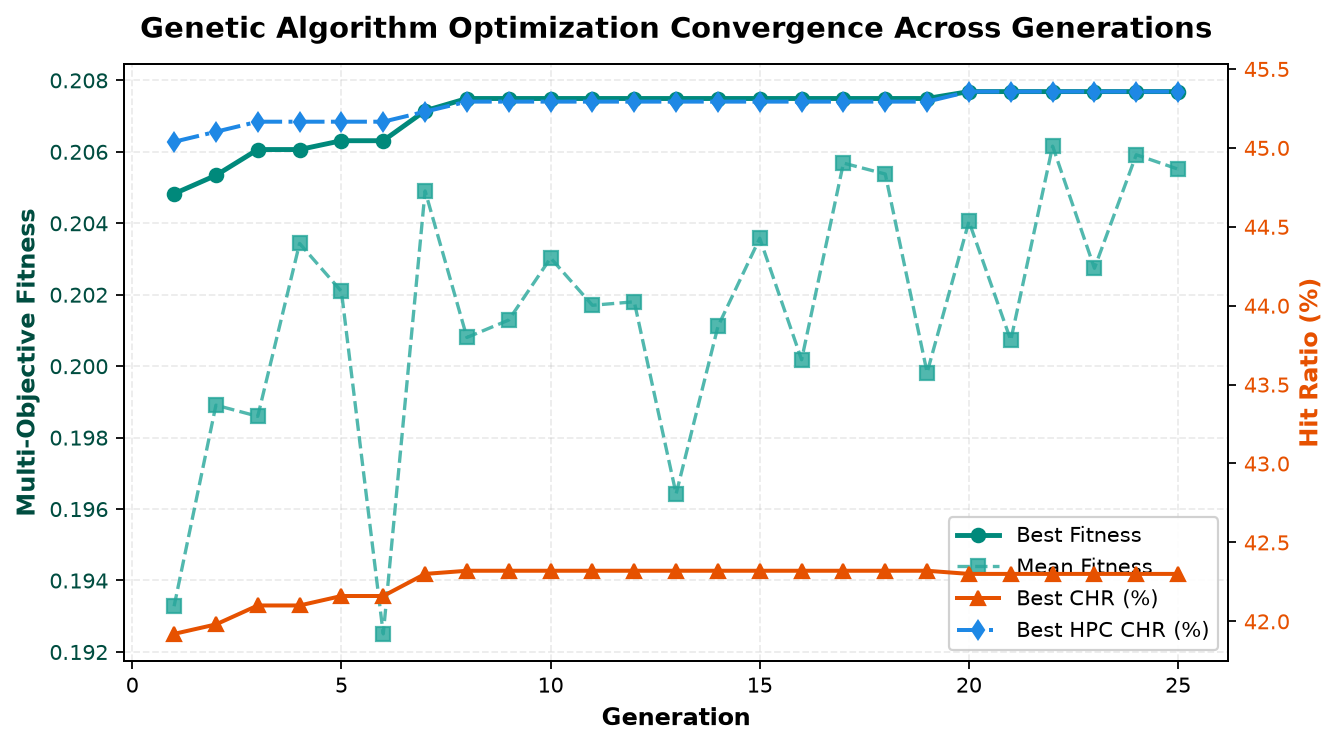 Genetic Algorithm Optimization Convergence Across Generations
Multi-Objective Fitness
0.208
0.206
0.204
0.202
0.200
0.198
0.196
0.194
0.192
45.5
45.0
44.5
44.0
43.5
43.0
42.5
42.0
Hit Ratio (%)
Best Fitness
Mean Fitness
Best CHR (%)
Best HPC CHR (%)
0 5 10 15 20 25
Generation